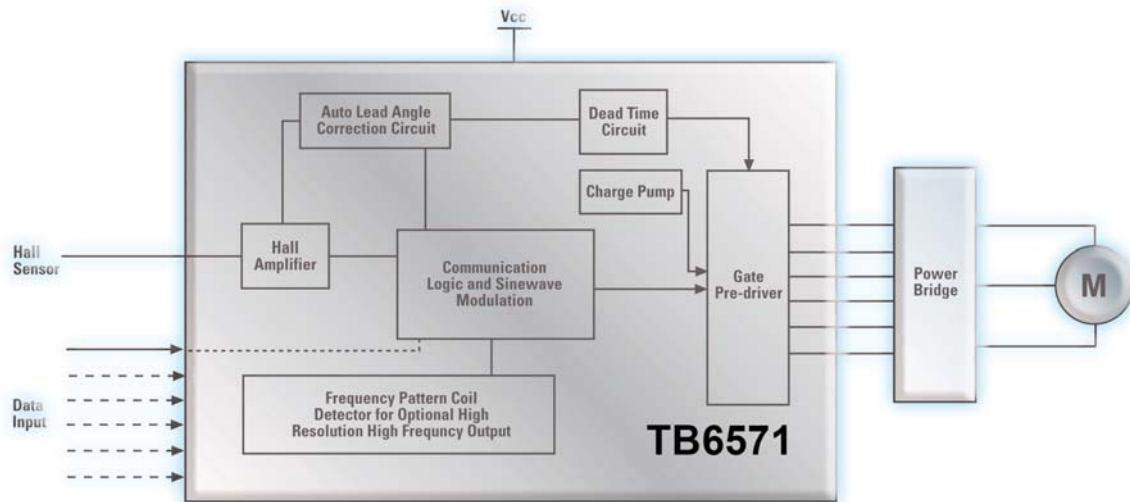 Vcc
Auto Lead Angle
Correction Circuit
Dead Time
Circuit
Charge Pump
Hall
Sensor
Hall
Amplifier
Communication
Logic and Sinewave
Modulation
Gate
Pre-driver
Power
Bridge
M
Data
Input
Frequency Pattern Coil
Detector for Optional High
Resolution High Frequncy Output
TB6571